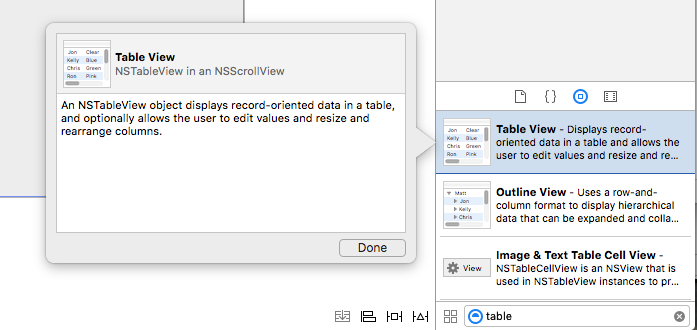 Jon Clear
Kelly Blue
Chris Green
Ron Pink
Table View
NSTableView in an NSScrollView
An NSTableView object displays record-oriented data in a table,
and optionally allows the user to edit values and resize and
rearrange columns.
Done
{}
Jon Clear
Kelly Blue
Chris Green
Ron Pink
Table View - Displays record-
oriented data in a table and allows the
user to edit values and resize and re...
Matt
Jon
Kelly
Chris
Outline View - Uses a row-and-
column format to display hierarchical
data that can be expanded and colla...
View
Image & Text Table Cell View -
NSTableCellView is an NSView that is
used in NSTableView instances to pr...
table